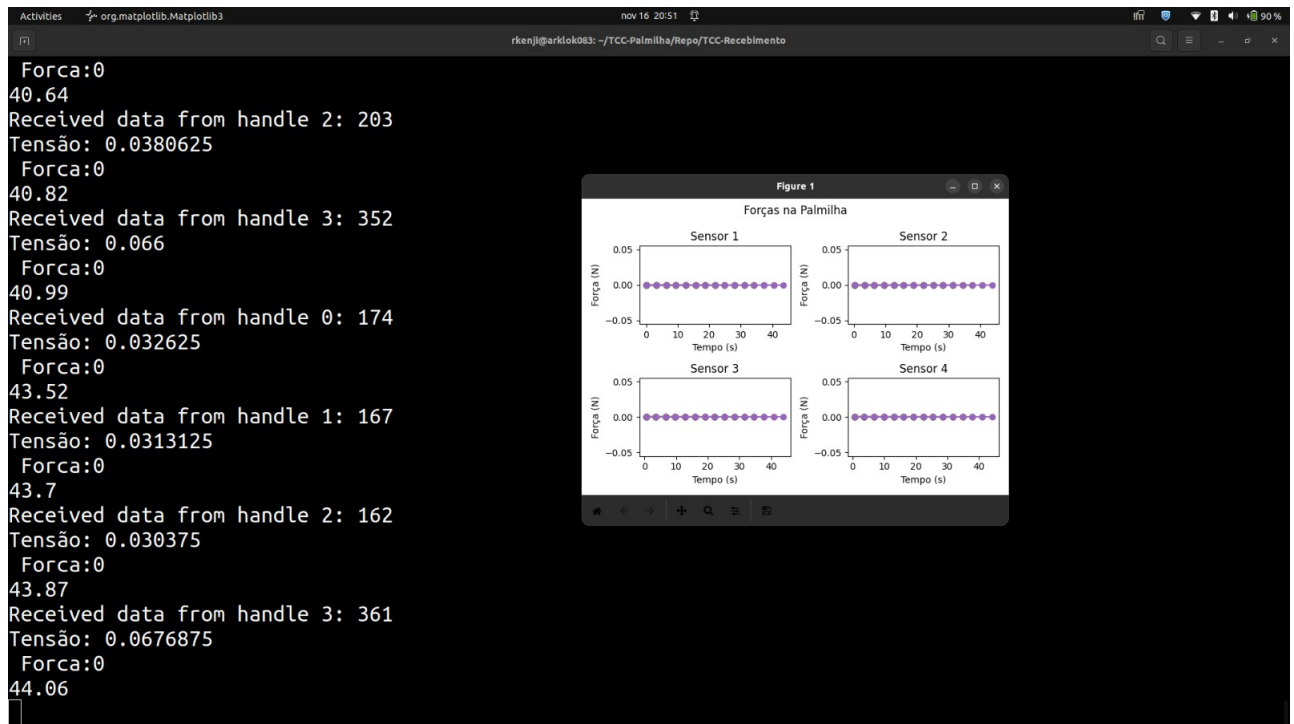 Activities org.matplotlib.Matplotlib3 nov 16 20:51 90 %
rkenji@arklok083: ~/TCC-Palmilha/Repo/TCC-Recebimento
Forca:0
40.64
Received data from handle 2: 203
Tensão: 0.0380625
Forca:0
40.82
Received data from handle 3: 352
Tensão: 0.066
Forca:0
40.99
Received data from handle 0: 174
Tensão: 0.032625
Forca:0
43.52
Received data from handle 1: 167
Tensão: 0.0313125
Forca:0
43.7
Received data from handle 2: 162
Tensão: 0.030375
Forca:0
43.87
Received data from handle 3: 361
Tensão: 0.0676875
Forca:0
44.06
Figure 1
Forças na Palmilha
Sensor 1
Força (N)
0.05
0.00
−0.05
0 10 20 30 40
Tempo (s)
Sensor 2
Força (N)
0.05
0.00
−0.05
0 10 20 30 40
Tempo (s)
Sensor 3
Força (N)
0.05
0.00
−0.05
0 10 20 30 40
Tempo (s)
Sensor 4
Força (N)
0.05
0.00
−0.05
0 10 20 30 40
Tempo (s)